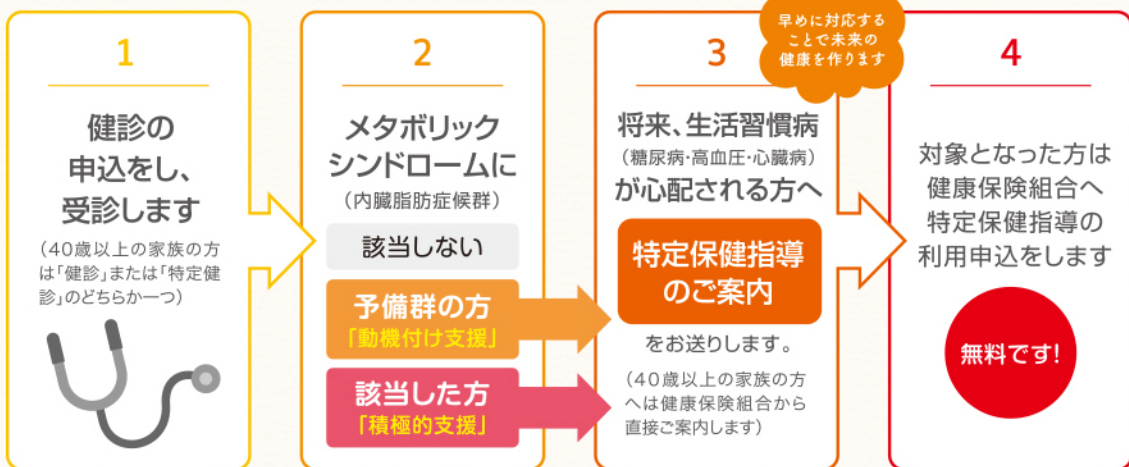 1
健診の
申込をし、
受診します
(40歳以上の家族の方
は「健診」または「特定健
診」のどちらか一つ)
2
メタボリック
シンドロームに
(内臓脂肪症候群)
該当しない
予備群の方
「動機付け支援」
該当した方
「積極的支援」
早めに対応する
ことで未来の
健康を作ります
3
将来、生活習慣病
(糖尿病・高血圧・心臓病)
が心配される方へ
特定保健指導
のご案内
をお送りします。
(40歳以上の家族の方
へは健康保険組合から
直接ご案内します)
4
対象となった方は
健康保険組合へ
特定保健指導の
利用申込をします
無料です!